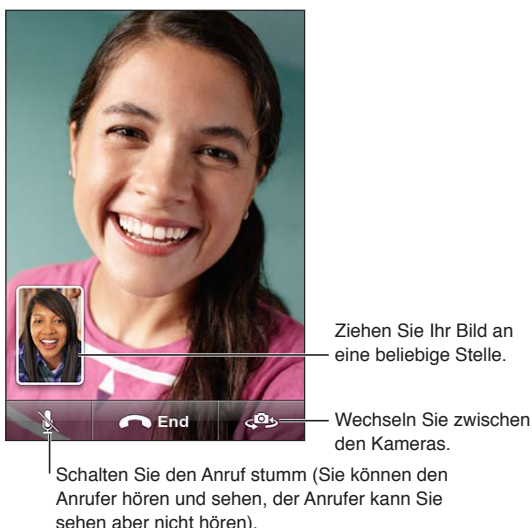 Ziehen Sie Ihr Bild an
eine beliebige Stelle.
End
Wechseln Sie zwischen
den Kameras.
Schalten Sie den Anruf stumm (Sie können den
Anrufer hören und sehen, der Anrufer kann Sie
sehen aber nicht hören).